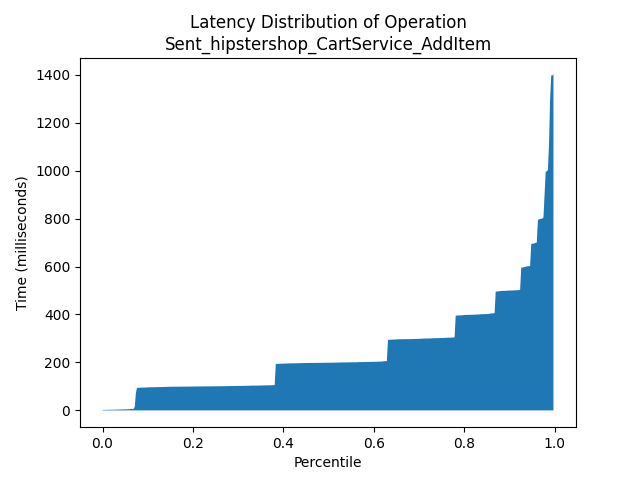 Latency Distribution of Operation
Sent_hipstershop_CartService_AddItem
Time (milliseconds)
1400
1200
1000
800
600
400
200
0
0.0 0.2 0.4 0.6 0.8 1.0
Percentile